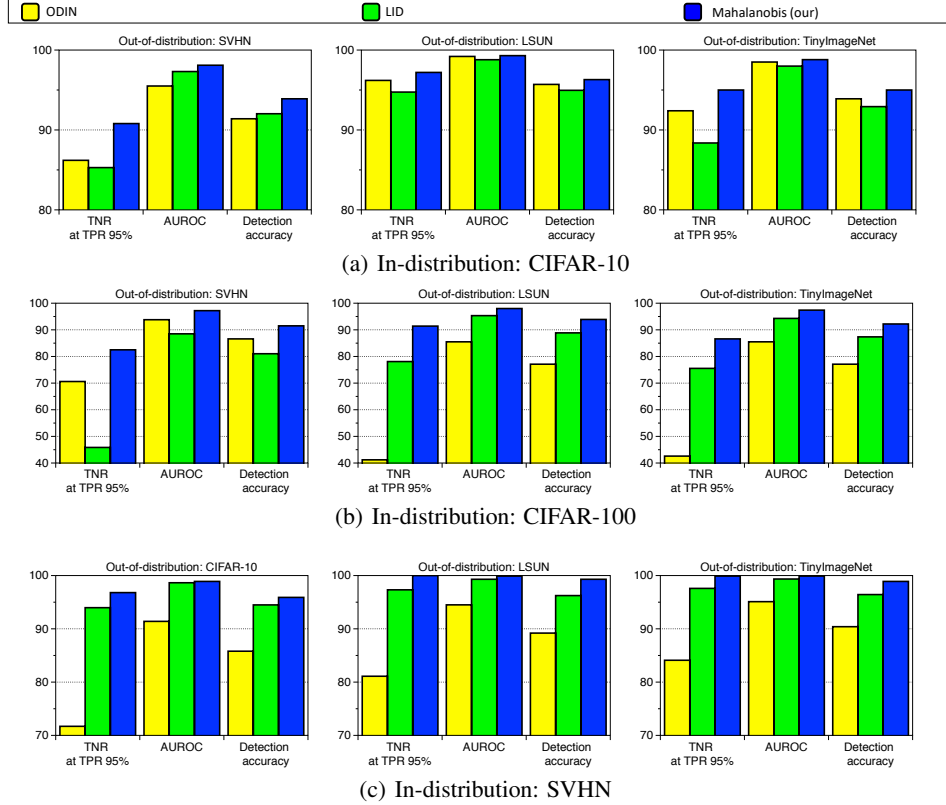 ODIN LID Mahalanobis (our)
Out-of-distribution: SVHN Out-of-distribution: LSUN Out-of-distribution: TinyImageNet
100 100 100
90 90 90
80 80 80
TNR AUROC Detection TNR AUROC Detection TNR AUROC Detection
at TPR 95% accuracy at TPR 95% accuracy at TPR 95% accuracy
(a) In-distribution: CIFAR-10
Out-of-distribution: SVHN Out-of-distribution: LSUN Out-of-distribution: TinyImageNet
100 100 100
90 90 90
80 80 80
70 70 70
60 60 60
50 50 50
40 40 40
TNR AUROC Detection TNR AUROC Detection TNR AUROC Detection
at TPR 95% accuracy at TPR 95% accuracy at TPR 95% accuracy
(b) In-distribution: CIFAR-100
Out-of-distribution: CIFAR-10 Out-of-distribution: LSUN Out-of-distribution: TinyImageNet
100 100 100
90 90 90
80 80 80
70 70 70
TNR AUROC Detection TNR AUROC Detection TNR AUROC Detection
at TPR 95% accuracy at TPR 95% accuracy at TPR 95% accuracy
(c) In-distribution: SVHN